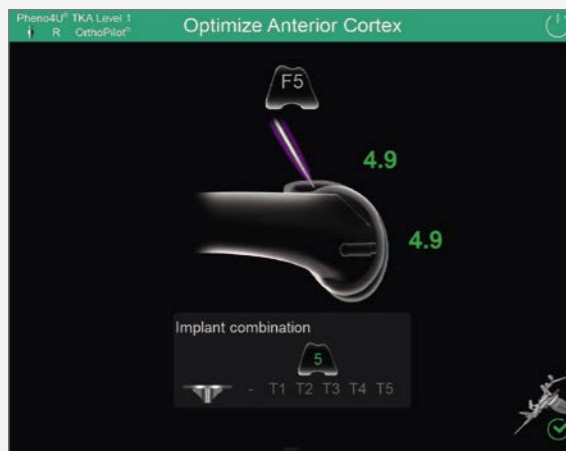 Pheno4U® TKA Level 1
R OrthoPilot®
Optimize Anterior Cortex
F5
4.9
4.9
Implant combination
5
- T1 T2 T3 T4 T5